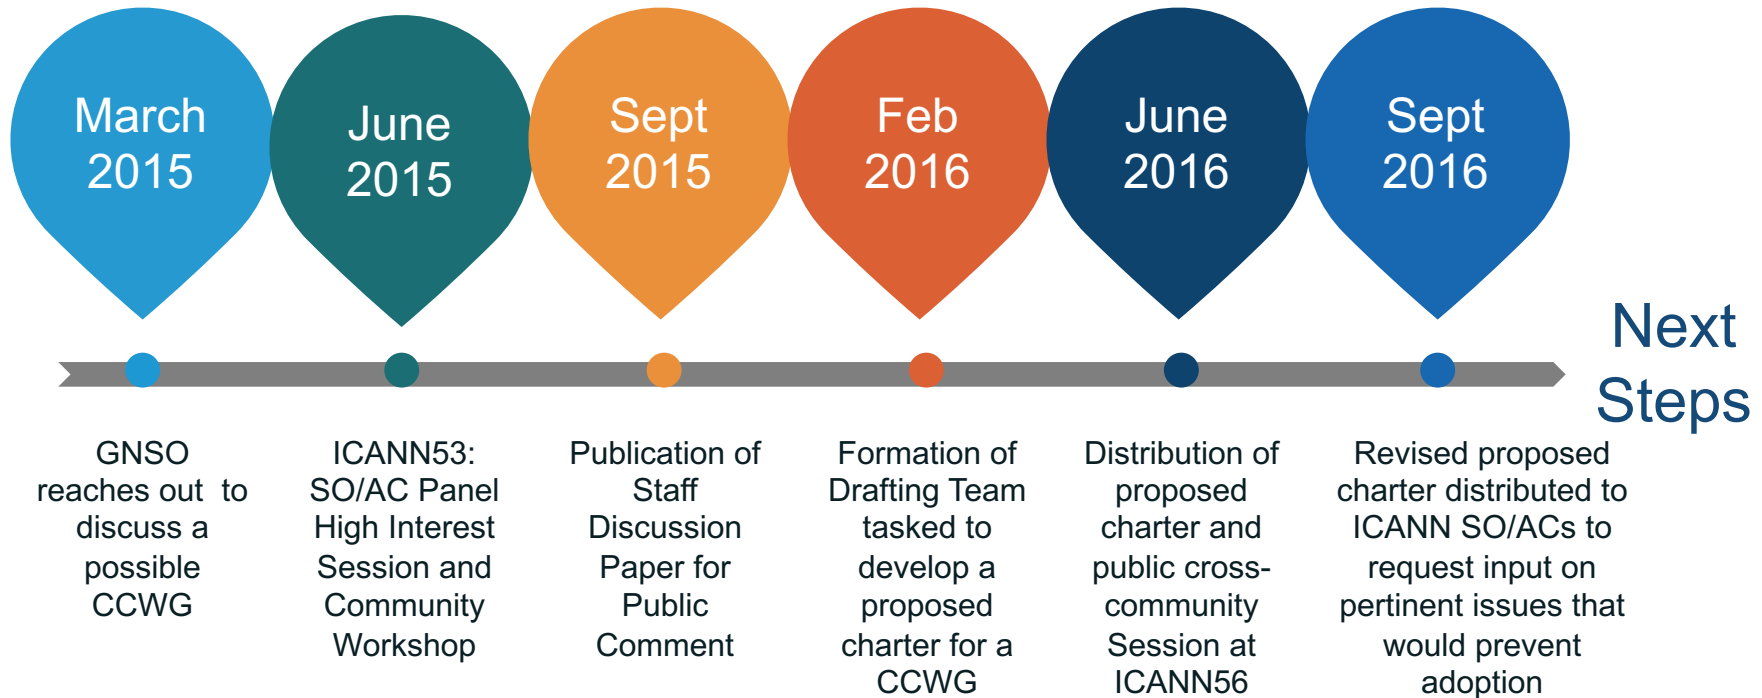 March
2015
June
2015
Sept
2015
Feb
2016
June
2016
Sept
2016
Next
Steps
GNSO
reaches out to
discuss a
possible
CCWG
ICANN53:
SO/AC Panel
High Interest
Session and
Community
Workshop
Publication of
Staff
Discussion
Paper for
Public
Comment
Formation of
Drafting Team
tasked to
develop a
proposed
charter for a
CCWG
Distribution of
proposed
charter and
public cross-
community
Session at
ICANN56
Revised proposed
charter distributed to
ICANN SO/ACs to
request input on
pertinent issues that
would prevent
adoption